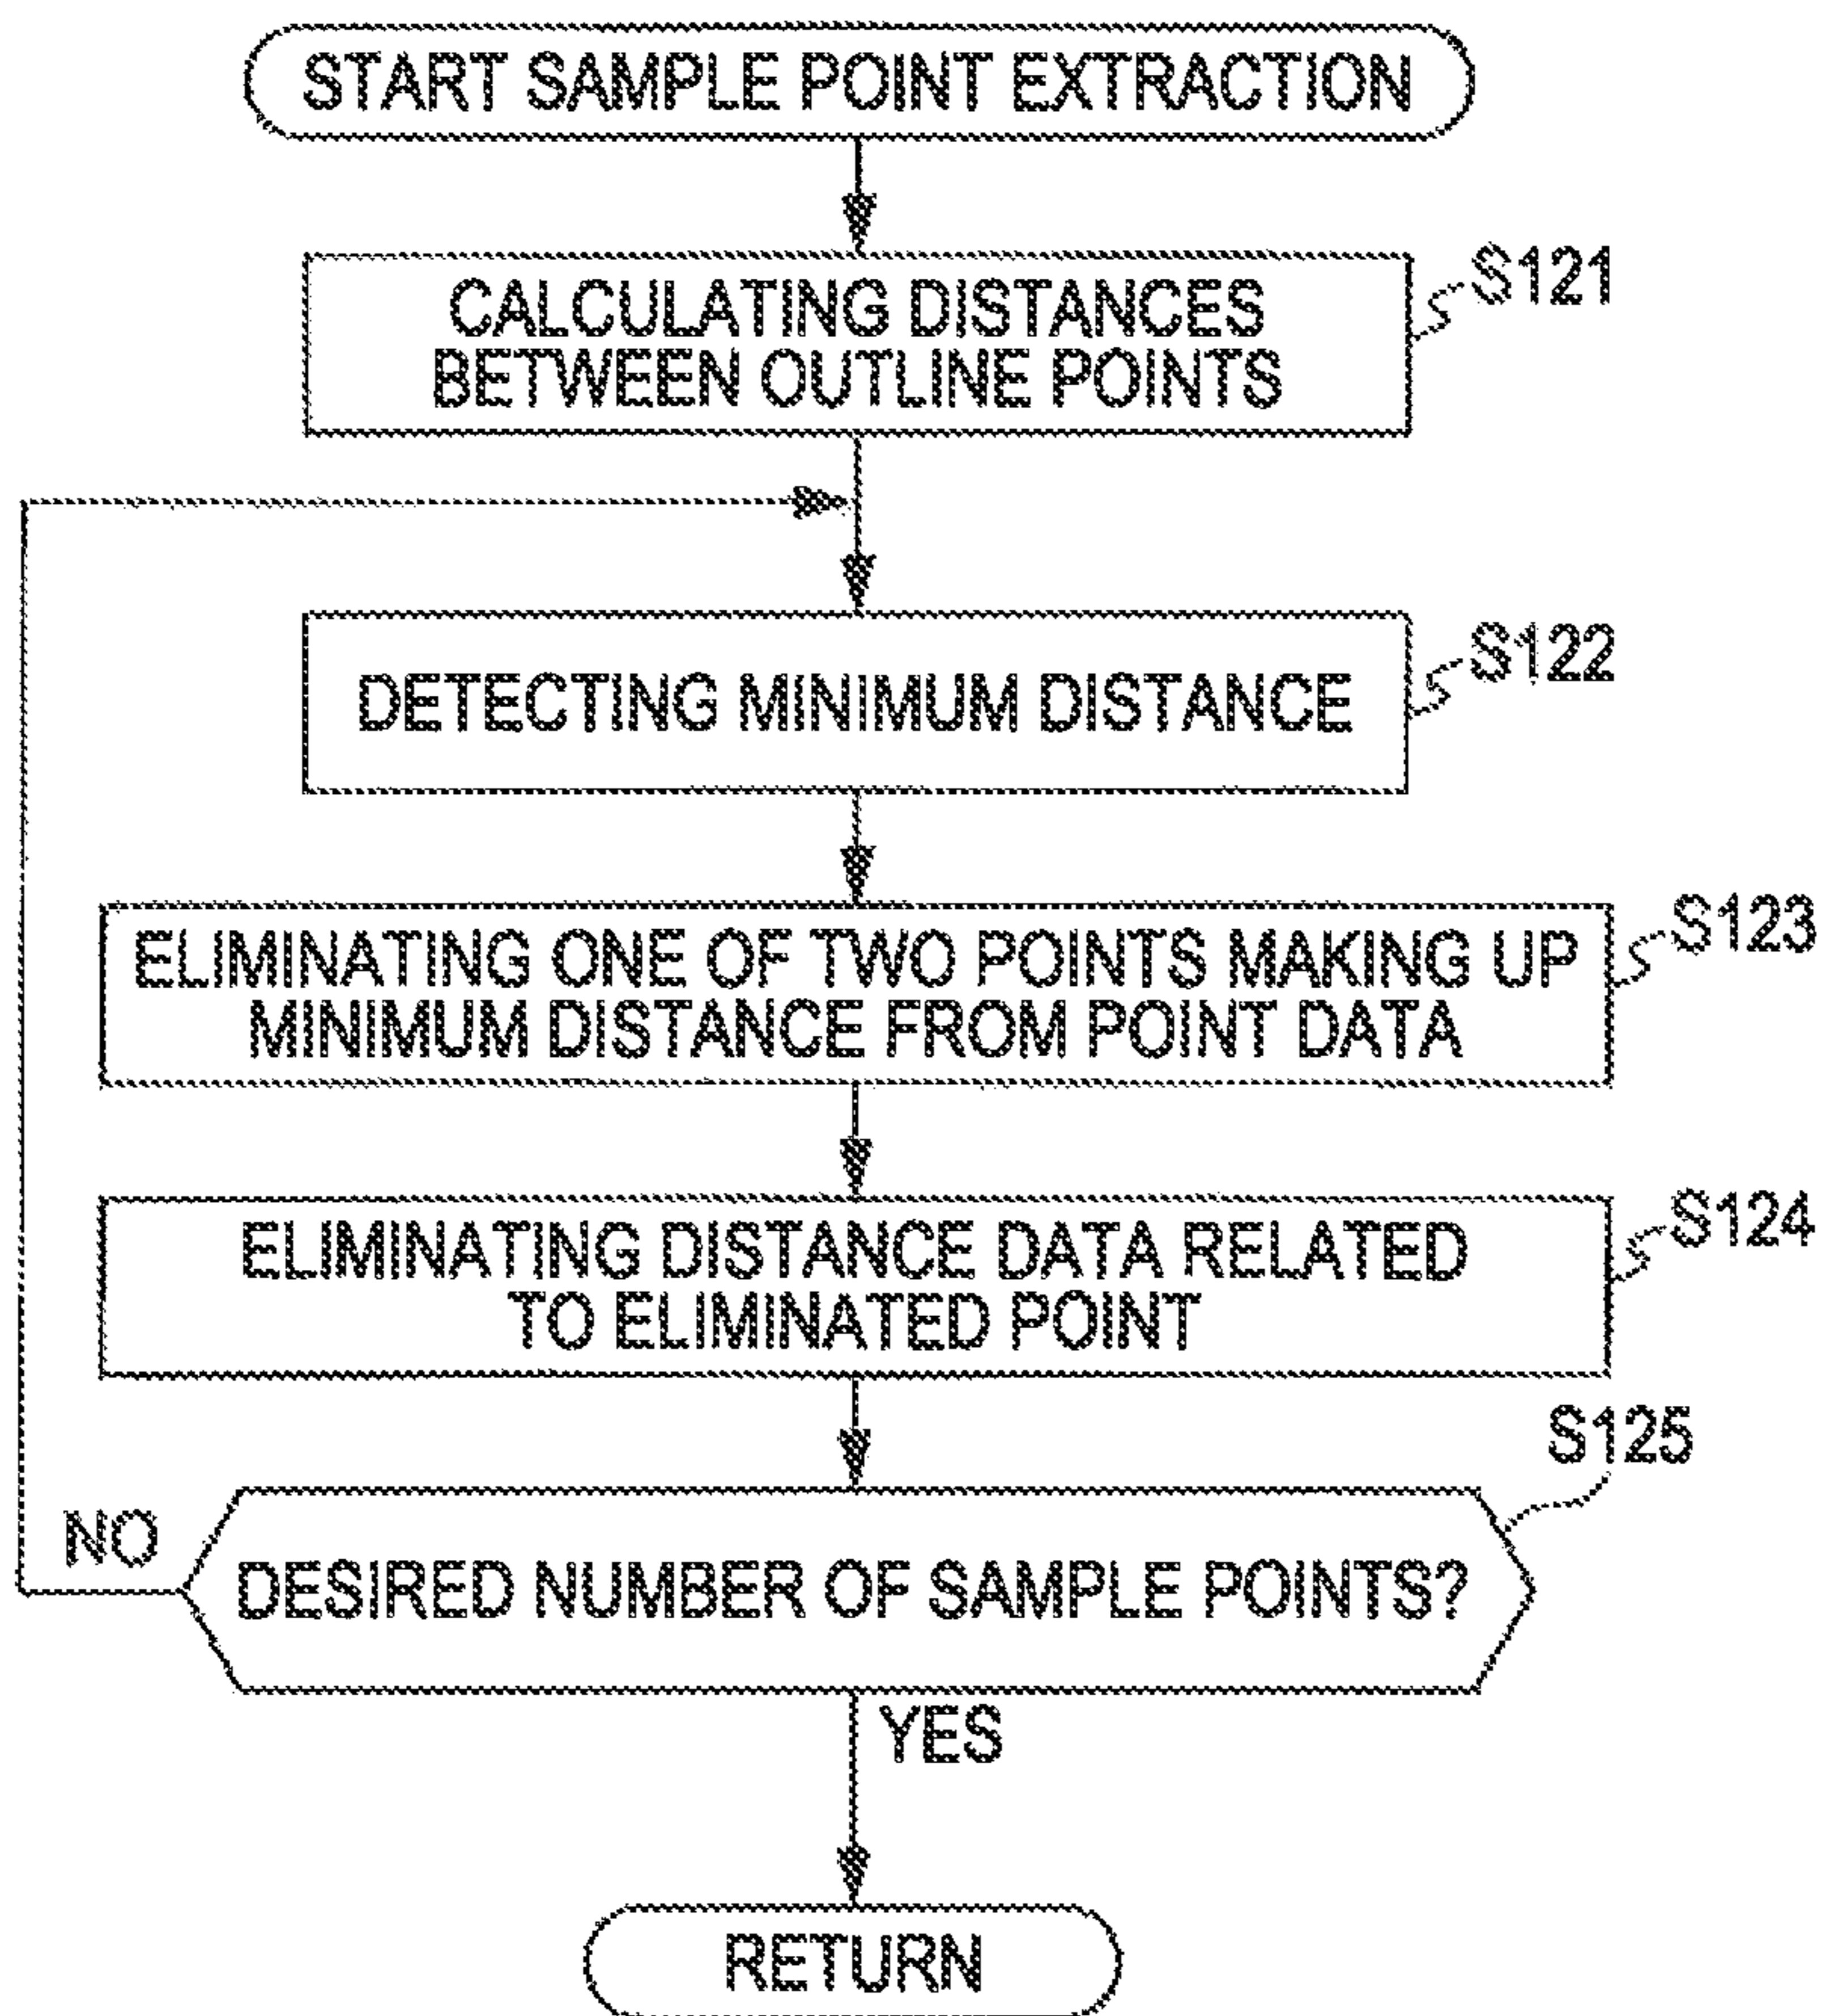 START SAMPLE POINT EXTRACTION
CALCULATING DISTANCES
BETWEEN OUTLINE POINTS
S121
DETECTING MINIMUM DISTANCE
S122
ELIMINATING ONE OF TWO POINTS MAKING UP
MINIMUM DISTANCE FROM POINT DATA
S123
ELIMINATING DISTANCE DATA RELATED
TO ELIMINATED POINT
S124
S125
NO
DESIRED NUMBER OF SAMPLE POINTS?
YES
RETURN